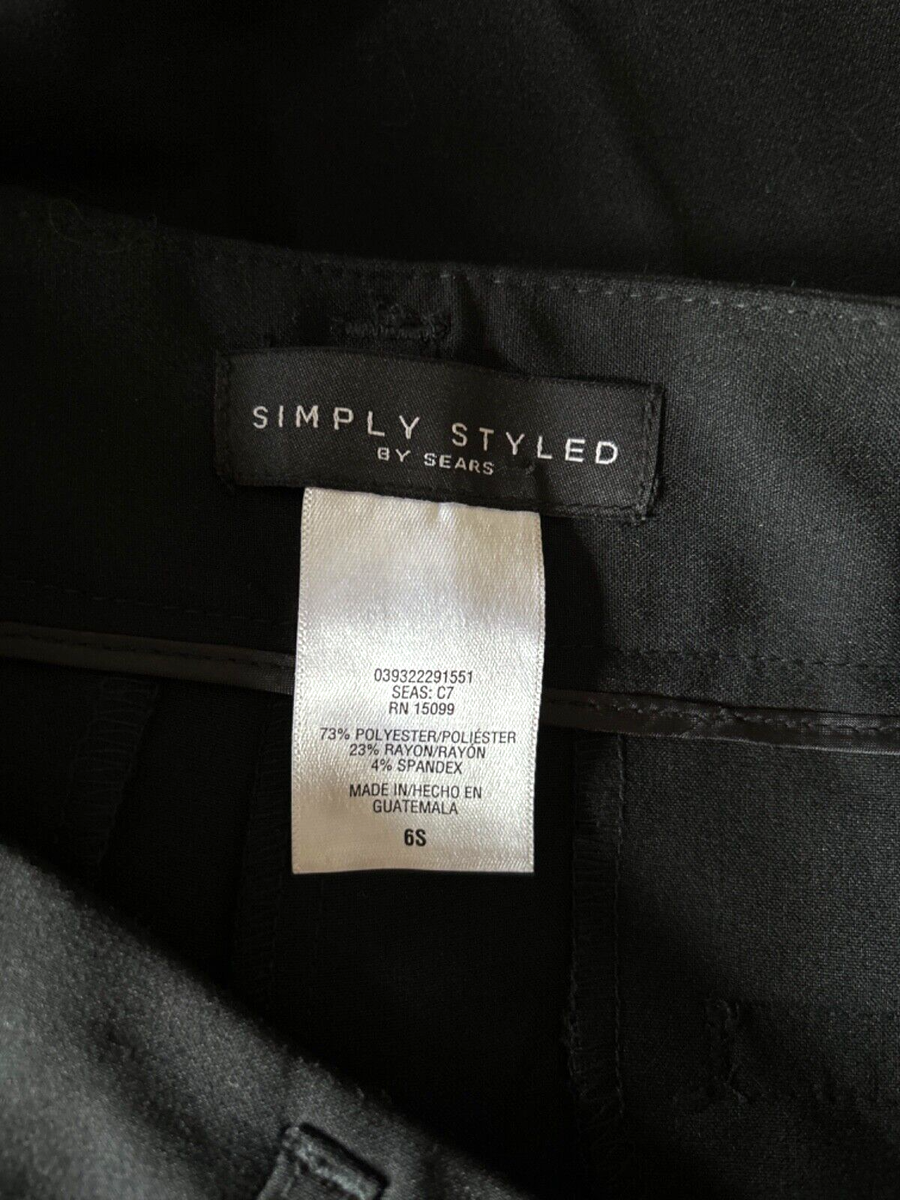 SIMPLY STYLED
BY SEARS
039322291551
SEAS: C7
RN 15099
73% POLYESTER/POLIÉSTER
23% RAYON/RAYÓN
4% SPANDEX
MADE IN/HECHO EN
GUATEMALA
6S